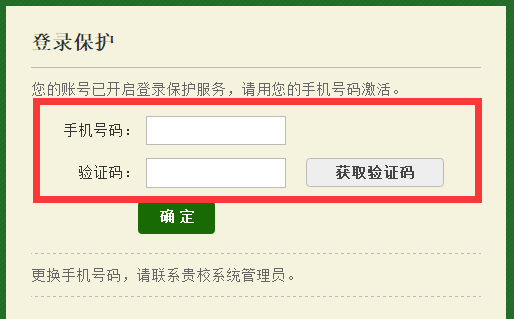 登录保护
您的账号已开启登录保护服务，请用您的手机号码激活。
手机号码：
验证码： 获取验证码
确 定
更换手机号码，请联系贵校系统管理员。